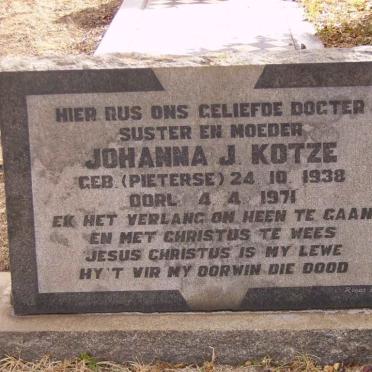 HIER RUS ONS GELIEFDE DOGTER
SUSTER EN MOEDER
JOHANNA J. KOTZE
GEB. (PIETERSE) 24. 10. 1938
OORL. 4. 4. 1971
EK HET VERLANG OM HEEN TE GAAN
EN MET CHRISTUS TE WEES
JESUS CHRISTUS IS MY LEWE
HY'T VIR MY OORWIN DIE DOOD